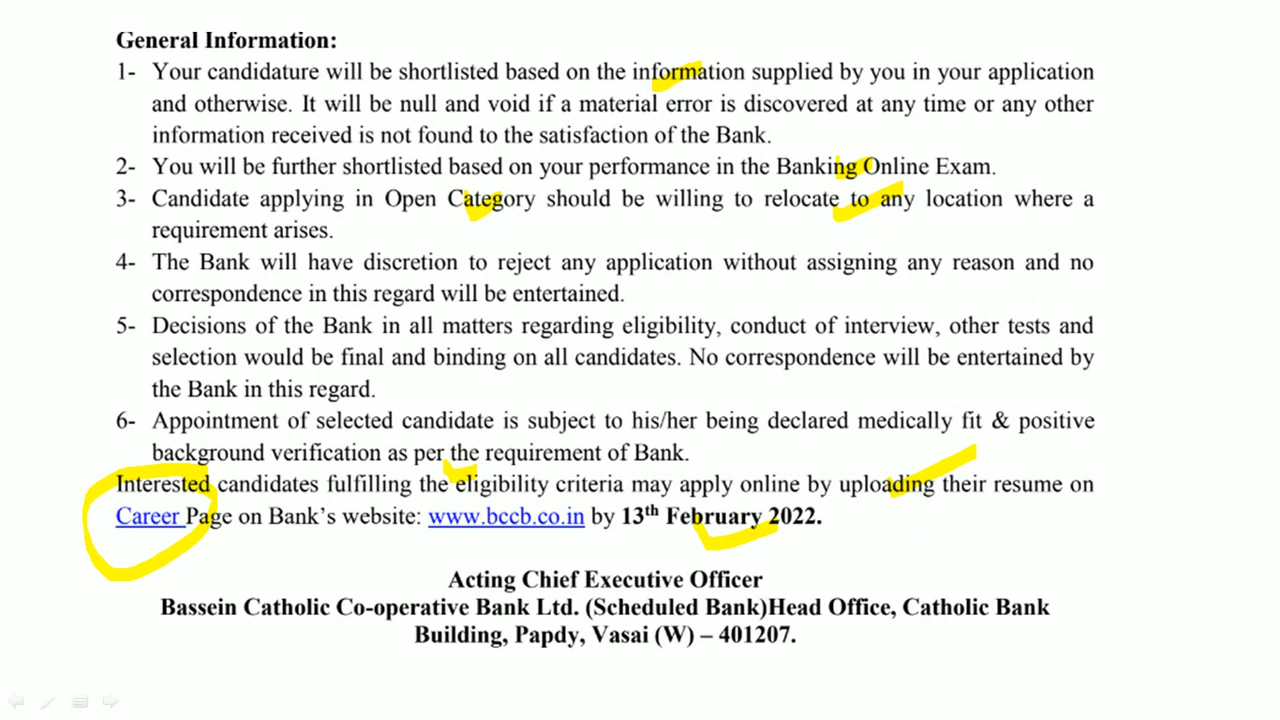 General Information:
1- Your candidature will be shortlisted based on the information supplied by you in your application
and otherwise. It will be null and void if a material error is discovered at any time or any other
information received is not found to the satisfaction of the Bank.
2- You will be further shortlisted based on your performance in the Banking Online Exam.
3- Candidate applying in Open Category should be willing to relocate to any location where a
requirement arises.
4- The Bank will have discretion to reject any application without assigning any reason and no
correspondence in this regard will be entertained.
5- Decisions of the Bank in all matters regarding eligibility, conduct of interview, other tests and
selection would be final and binding on all candidates. No correspondence will be entertained by
the Bank in this regard.
6- Appointment of selected candidate is subject to his/her being declared medically fit & positive
background verification as per the requirement of Bank.
Interested candidates fulfilling the eligibility criteria may apply online by uploading their resume on
Career Page on Bank's website: www.bccb.co.in by 13th February 2022.
Acting Chief Executive Officer
Bassein Catholic Co-operative Bank Ltd. (Scheduled Bank)Head Office, Catholic Bank
Building, Papdy, Vasai (W) – 401207.